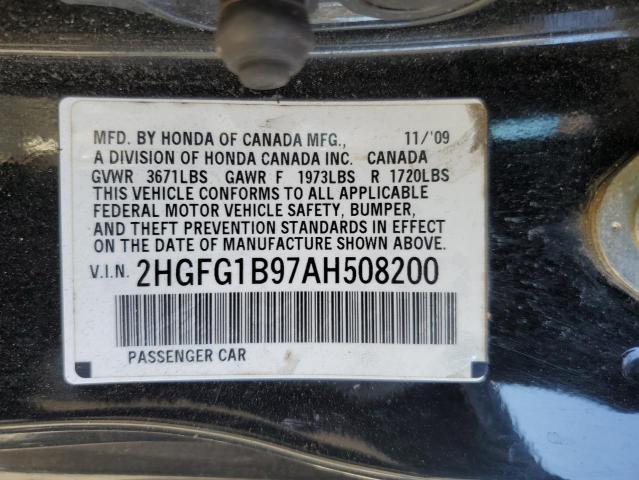 MFD. BY HONDA OF CANADA MFG., 11/'09
A DIVISION OF HONDA CANADA INC. CANADA
GVWR 3671LBS GAWR F 1973LBS R 1720LBS
THIS VEHICLE CONFORMS TO ALL APPLICABLE
FEDERAL MOTOR VEHICLE SAFETY, BUMPER,
AND THEFT PREVENTION STANDARDS IN EFFECT
ON THE DATE OF MANUFACTURE SHOWN ABOVE.
V.I.N. 2HGFG1B97AH508200
PASSENGER CAR